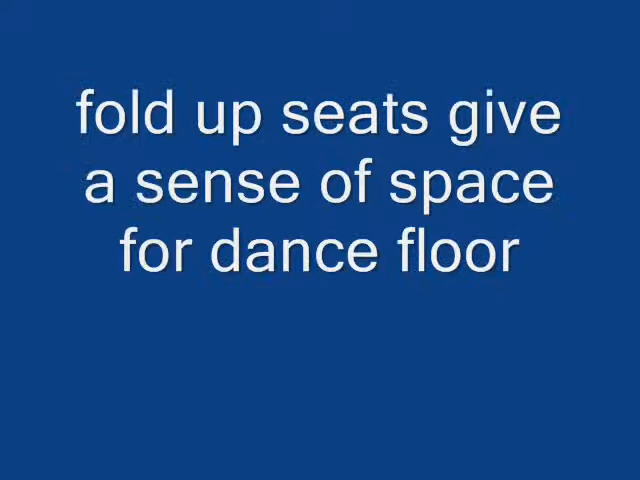 fold up seats give
a sense of space
for dance floor